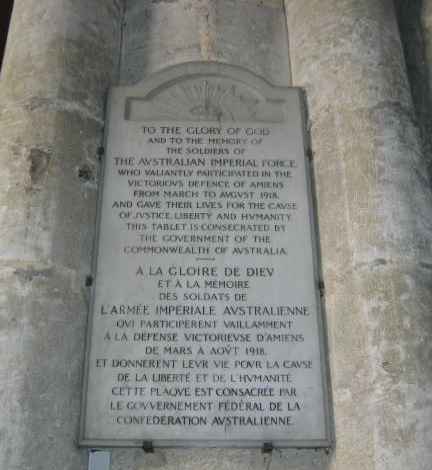 TO THE GLORY OF GOD
AND TO THE MEMORY OF
THE SOLDIERS OF
THE AVSTRALIAN IMPERIAL FORCE
WHO VALIANTLY PARTICIPATED IN THE
VICTORIOVS DEFENCE OF AMIENS
FROM MARCH TO AVGVST 1918.
AND GAVE THEIR LIVES FOR THE CAVSE
OF JVSTICE, LIBERTY AND HVMANITY.
THIS TABLET IS CONSECRATED BY
THE GOVERNMENT OF THE
COMMONWEALTH OF AVSTRALIA.
A LA GLOIRE DE DIEV
ET À LA MÉMOIRE
DES SOLDATS DE
L'ARMÉE IMPÉRIALE AVSTRALIENNE
QVI PARTICIPÈRENT VAILLAMMENT
À LA DÉFENSE VICTORIEVSE D'AMIENS
DE MARS À AOÛT 1918.
ET DONNERENT LEVR VIE POVR LA CAVSE
DE LA LIBERTÉ ET DE L'HVMANITÉ
CETTE PLAQVE EST CONSACRÉE PAR
LE GOVVERNEMENT FÉDÉRAL DE LA
CONFÉDÉRATION AVSTRALIENNE.